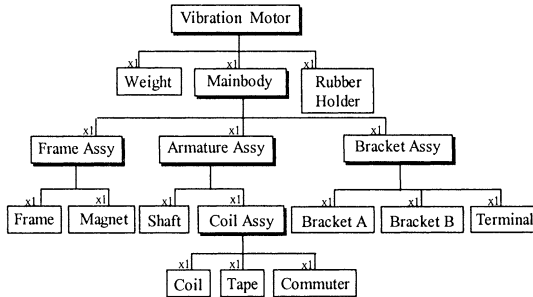 Vibration Motor
x1 x1 x1
Weight Mainbody Rubber
Holder
x1 x1 x1
Frame Assy Armature Assy Bracket Assy
x1 x1 x1 x1 x1 x1 x1
Frame Magnet Shaft Coil Assy Bracket A Bracket B Terminal
x1 x1 x1
Coil Tape Commuter